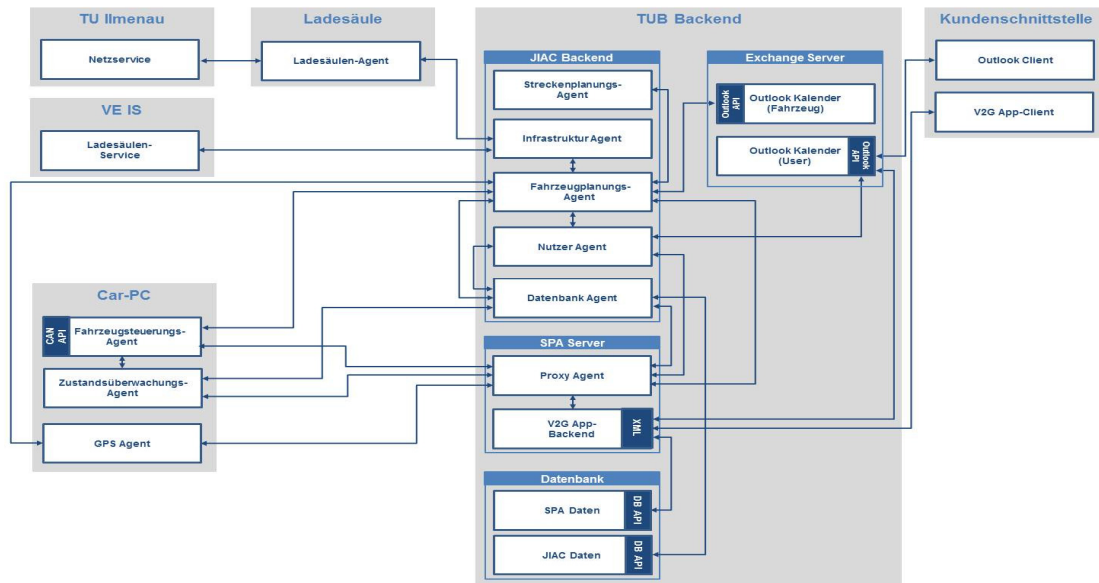 TU Ilmenau
Netzservice
VE IS
Ladesäulen-
Service
Ladesäule
Ladesäulen-Agent
Car-PC
CAN
API
Fahrzeugsteuerungs-
Agent
Zustandsüberwachungs-
Agent
GPS Agent
TUB Backend
JIAC Backend
Streckenplanungs-
Agent
Infrastruktur Agent
Fahrzeugplanungs-
Agent
Nutzer Agent
Datenbank Agent
SPA Server
Proxy Agent
V2G App-
Backend
XML
Datenbank
SPA Daten
DB API
JIAC Daten
DB API
Exchange Server
Outlook
API
Outlook Kalender
(Fahrzeug)
Outlook Kalender
(User)
Outlook
API
Kundenschnittstelle
Outlook Client
V2G App-Client